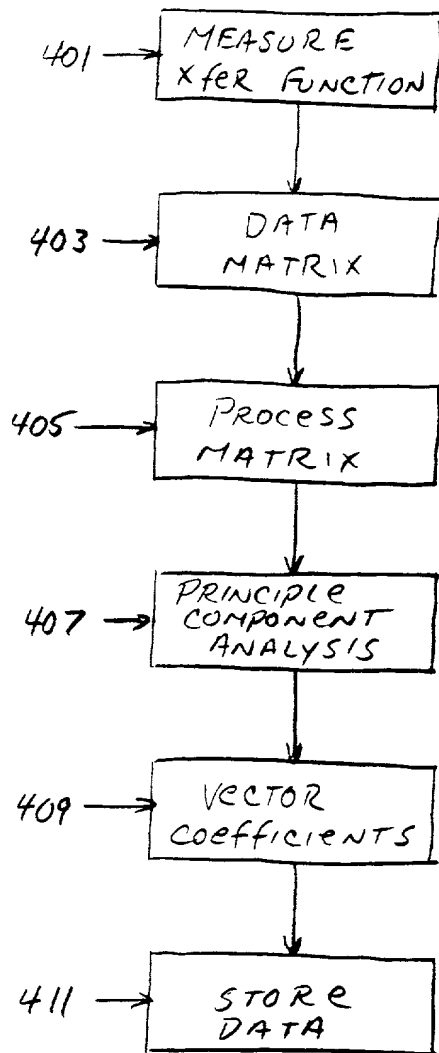 401
MEASURE
XfeR FUNCTION
403
DATA
MATRIX
405
PROCESS
MATRIX
407
PRINCIPLE
COMPONENT
ANALYSIS
409
VECTOR
COEFFICIENTS
411
STORE
DATA